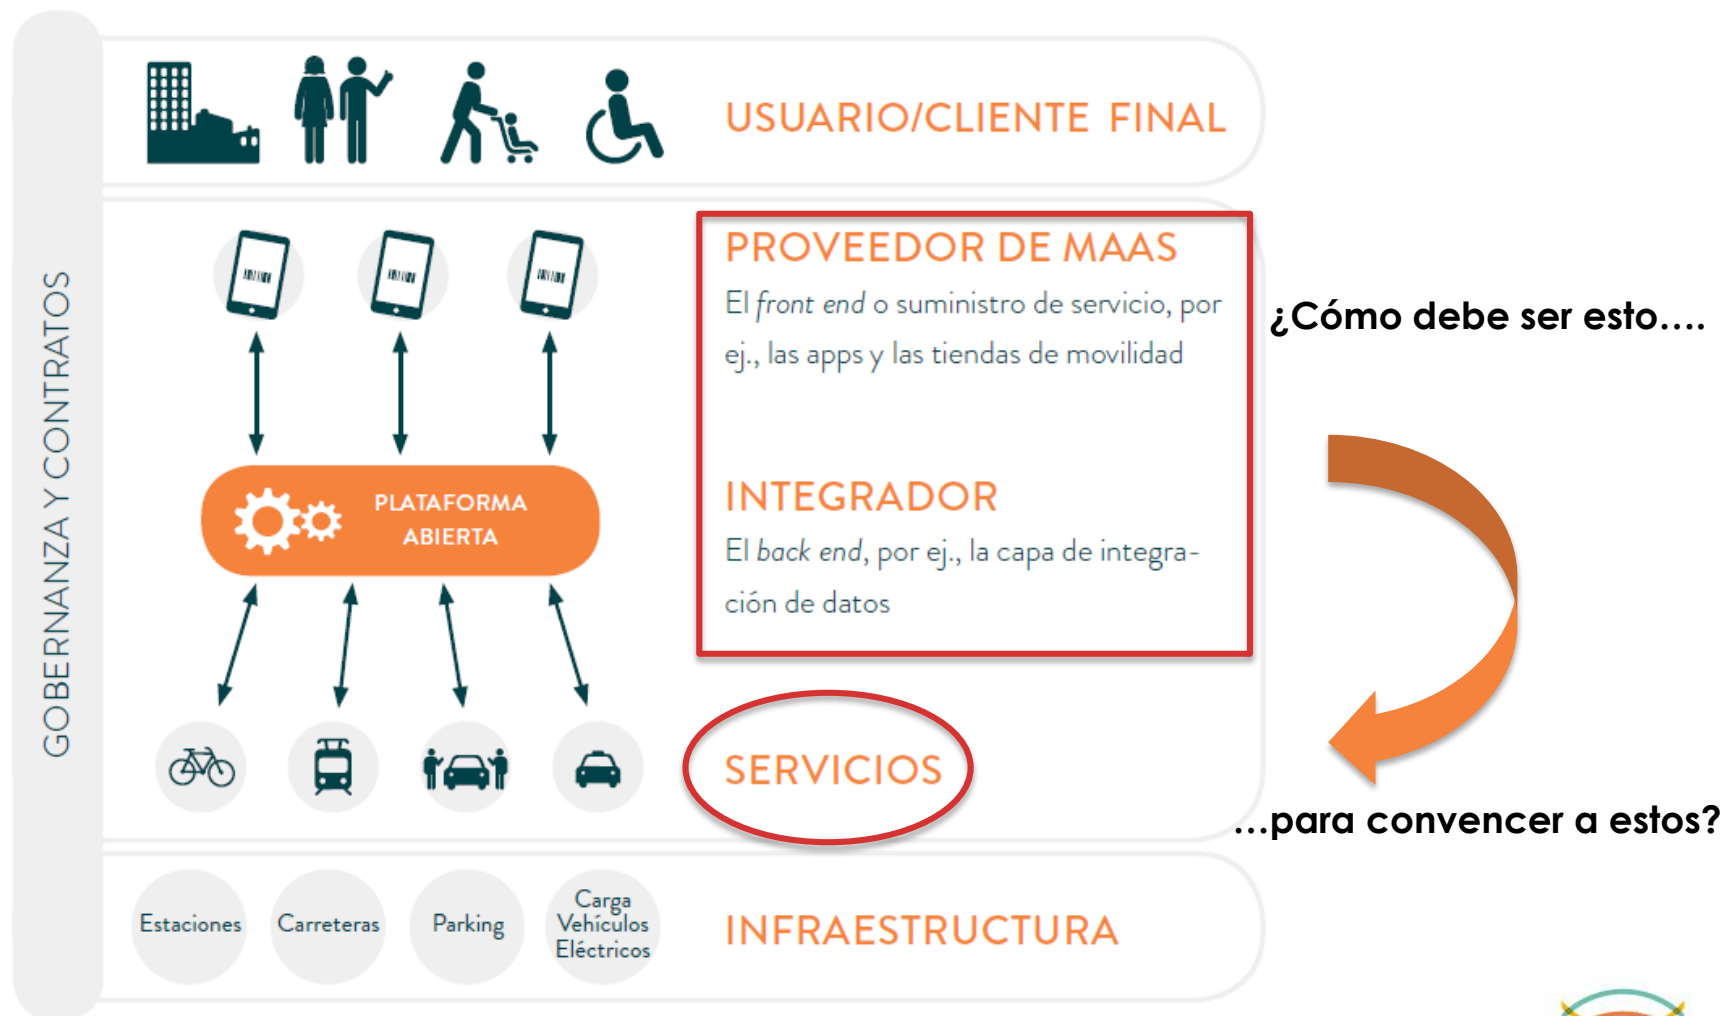 GOBERNANZA Y CONTRATOS
USUARIO/CLIENTE FINAL
PROVEEDOR DE MAAS
El front end o suministro de servicio, por
ej., las apps y las tiendas de movilidad
¿Cómo debe ser esto....
PLATAFORMA
ABIERTA
INTEGRADOR
El back end, por ej., la capa de integra-
ción de datos
SERVICIOS
...para convencer a estos?
Estaciones
Carreteras
Parking
Carga
Vehículos
Eléctricos
INFRAESTRUCTURA